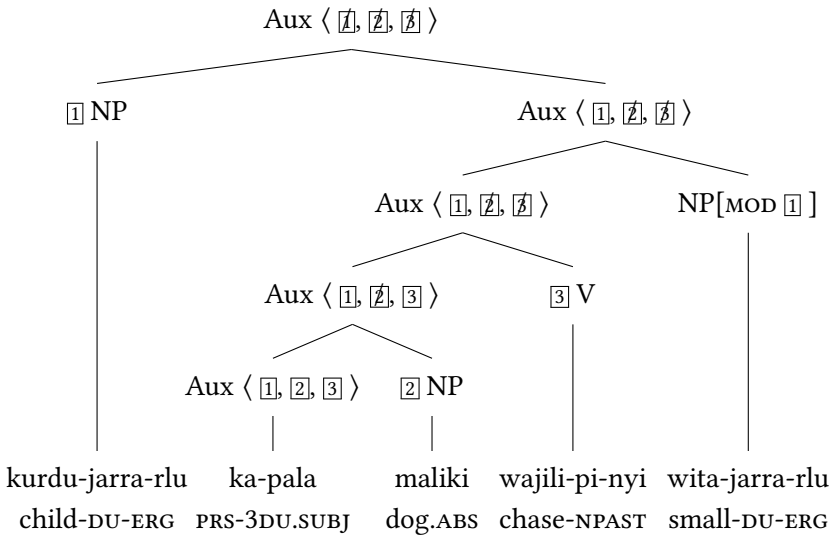 Aux ⟨ 1̸, 2̸, 3̸ ⟩
1 NP Aux ⟨ 1, 2̸, 3̸ ⟩
Aux ⟨ 1, 2̸, 3̸ ⟩ NP[MOD 1 ]
Aux ⟨ 1, 2̸, 3 ⟩ 3 V
Aux ⟨ 1, 2, 3 ⟩ 2 NP
kurdu-jarra-rlu ka-pala maliki wajili-pi-nyi wita-jarra-rlu
child-DU-ERG PRS-3DU.SUBJ dog.ABS chase-NPAST small-DU-ERG